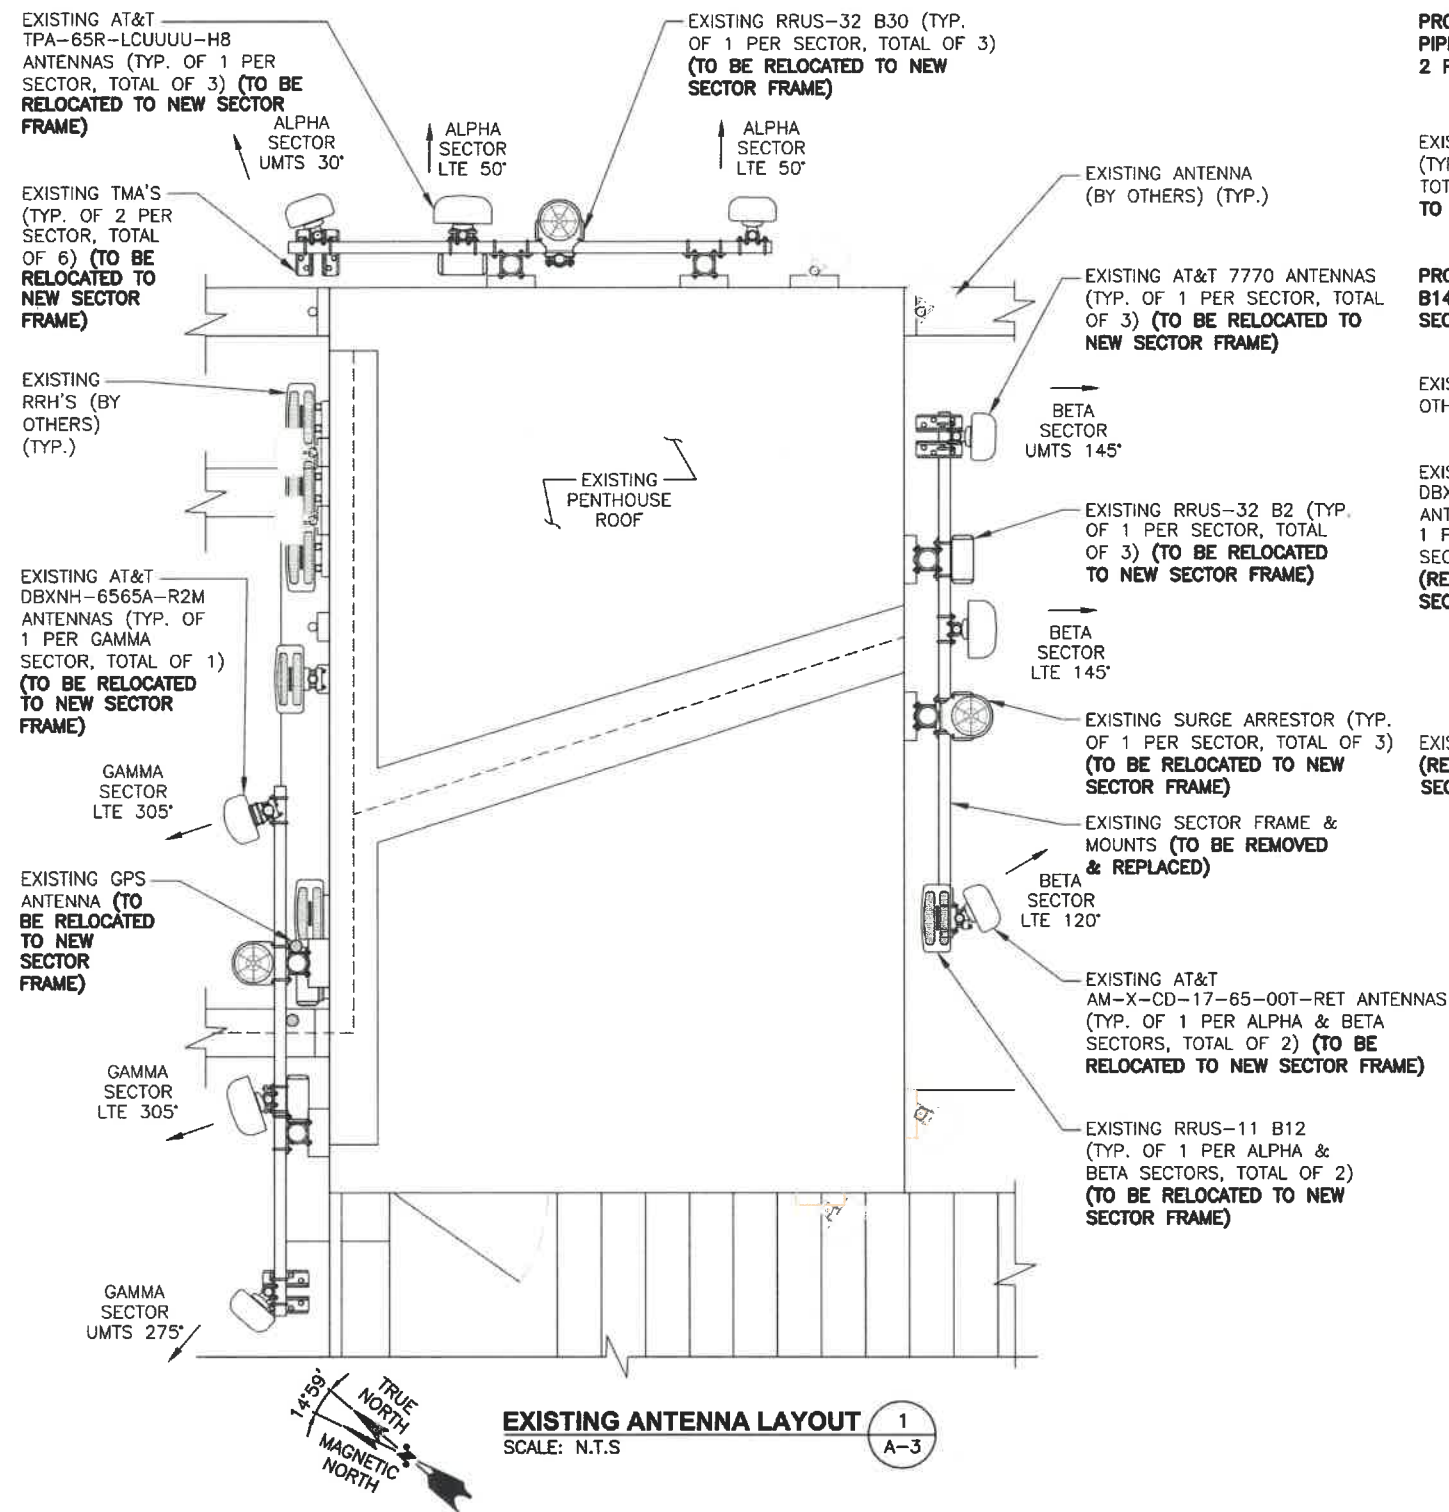 EXISTING AT&T
TPA-65R-LCUUUU-H8
ANTENNAS (TYP. OF 1 PER
SECTOR, TOTAL OF 3) (TO BE
RELOCATED TO NEW SECTOR
FRAME)
ALPHA
SECTOR
UMTS 30°
ALPHA
SECTOR
LTE 50°
EXISTING RRUS-32 B30 (TYP.
OF 1 PER SECTOR, TOTAL OF 3)
(TO BE RELOCATED TO NEW
SECTOR FRAME)
ALPHA
SECTOR
LTE 50°
EXISTING TMA'S
(TYP. OF 2 PER
SECTOR, TOTAL
OF 6) (TO BE
RELOCATED TO
NEW SECTOR
FRAME)
EXISTING ANTENNA
(BY OTHERS) (TYP.)
EXISTING AT&T 7770 ANTENNAS
(TYP. OF 1 PER SECTOR, TOTAL
OF 3) (TO BE RELOCATED TO
NEW SECTOR FRAME)
EXISTING
RRH'S (BY
OTHERS)
(TYP.)
BETA
SECTOR
UMTS 145°
EXISTING
PENTHOUSE
ROOF
EXISTING RRUS-32 B2 (TYP.
OF 1 PER SECTOR, TOTAL
OF 3) (TO BE RELOCATED
TO NEW SECTOR FRAME)
EXISTING AT&T
DBXNH-6565A-R2M
ANTENNAS (TYP. OF
1 PER GAMMA
SECTOR, TOTAL OF 1)
(TO BE RELOCATED
TO NEW SECTOR
FRAME)
BETA
SECTOR
LTE 145°
EXISTING SURGE ARRESTOR (TYP.
OF 1 PER SECTOR, TOTAL OF 3)
(TO BE RELOCATED TO NEW
SECTOR FRAME)
GAMMA
SECTOR
LTE 305°
EXISTING SECTOR FRAME &
MOUNTS (TO BE REMOVED
& REPLACED)
EXISTING GPS
ANTENNA (TO
BE RELOCATED
TO NEW
SECTOR
FRAME)
BETA
SECTOR
LTE 120°
EXISTING AT&T
AM-X-CD-17-65-00T-RET ANTENNAS
(TYP. OF 1 PER ALPHA & BETA
SECTORS, TOTAL OF 2) (TO BE
RELOCATED TO NEW SECTOR FRAME)
GAMMA
SECTOR
LTE 305°
EXISTING RRUS-11 B12
(TYP. OF 1 PER ALPHA &
BETA SECTORS, TOTAL OF 2)
(TO BE RELOCATED TO NEW
SECTOR FRAME)
GAMMA
SECTOR
UMTS 275°
14°59'
TRUE
NORTH
MAGNETIC
NORTH
N
EXISTING ANTENNA LAYOUT
SCALE: N.T.S
1
A-3
2
TO
B14
1